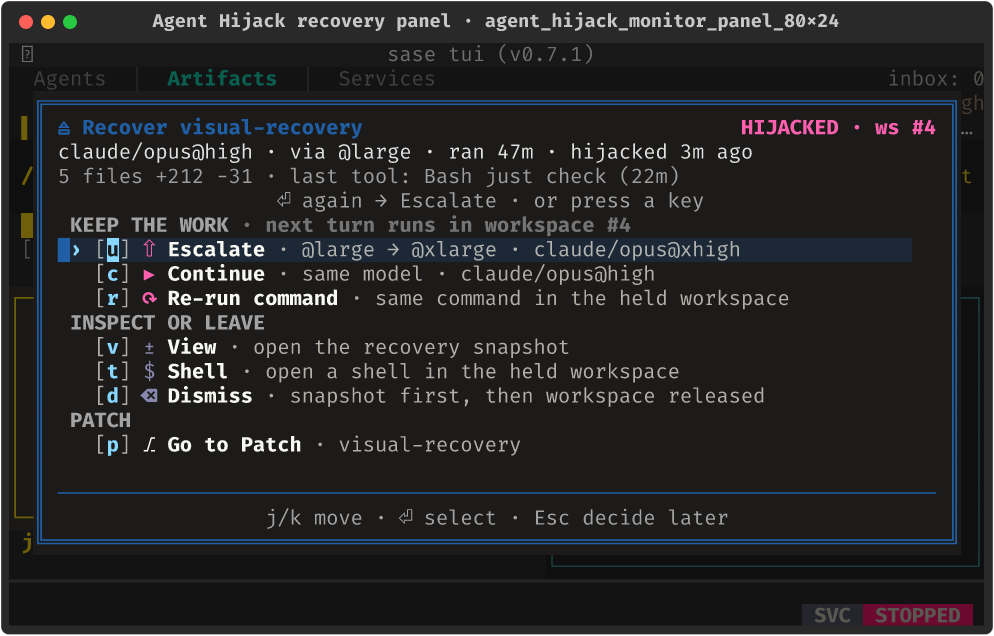 Agent Hijack recovery panel · agent_hijack_monitor_panel_80×24
sase tui (v0.7.1)
Agents │ Artifacts │ Services inbox: 0
gh
≙ Recover visual-recovery HIJACKED · ws #4 …
claude/opus@high · via @large · ran 47m · hijacked 3m ago
/ 5 files +212 -31 · last tool: Bash just check (22m) t
⏎ again → Escalate · or press a key
KEEP THE WORK · next turn runs in workspace #4
[ › [u] ⇧ Escalate · @large → @xlarge · claude/opus@xhigh
[c] ▶ Continue · same model · claude/opus@high
[r] ⟳ Re-run command · same command in the held workspace
INSPECT OR LEAVE
[v] ± View · open the recovery snapshot
[t] $ Shell · open a shell in the held workspace
[d] ⌫ Dismiss · snapshot first, then workspace released
PATCH
[p] ⎇ Go to Patch · visual-recovery
j/k move · ⏎ select · Esc decide later
j
SVC STOPPED